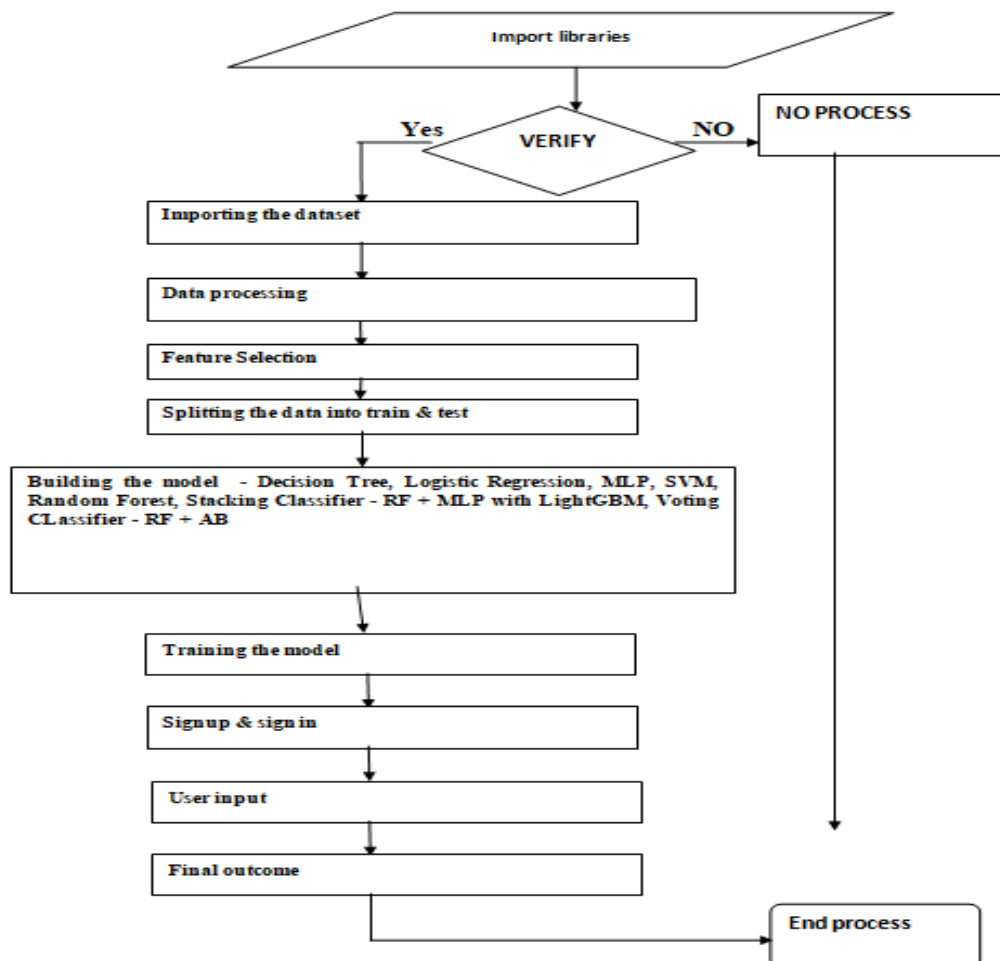 Import libraries
VERIFY
Yes
NO
NO PROCESS
Importing the dataset
Data processing
Feature Selection
Splitting the data into train & test
Building the model - Decision Tree, Logistic Regression, MLP, SVM,
Random Forest, Stacking Classifier - RF + MLP with LightGBM, Voting
CLassifier - RF + AB
Training the model
Signup & sign in
User input
Final outcome
End process